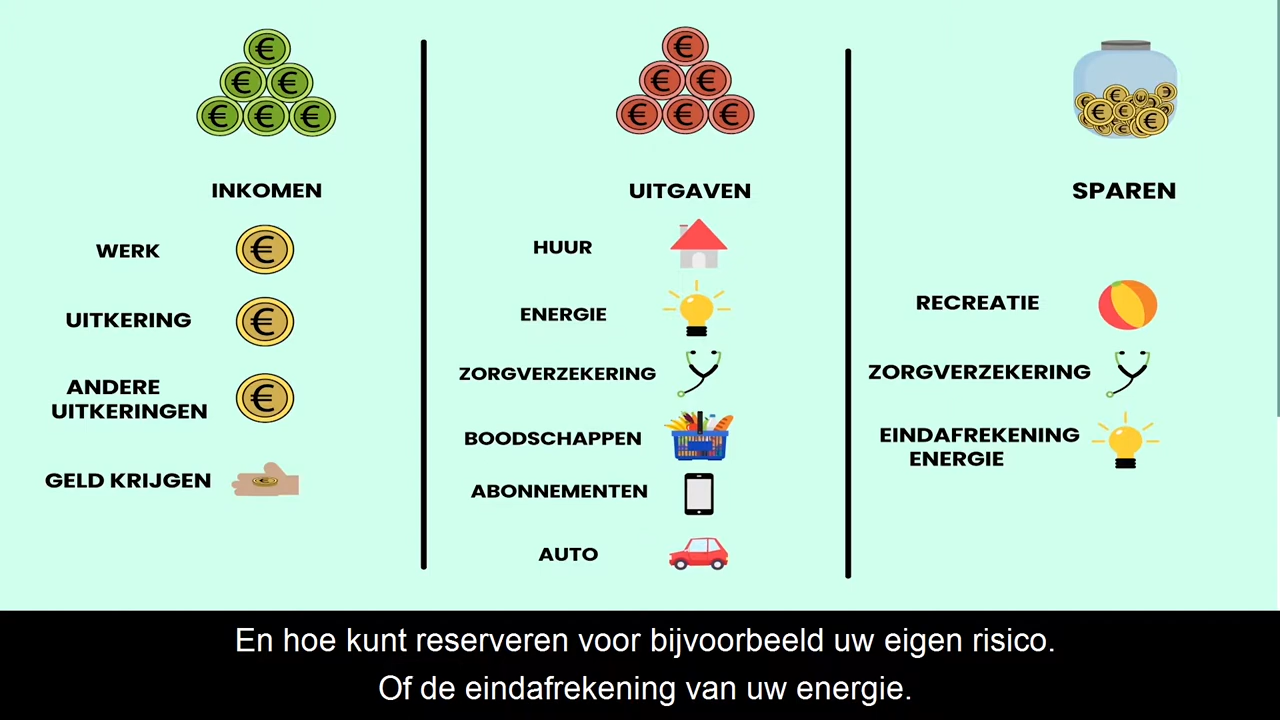 INKOMEN
WERK
UITKERING
ANDERE
UITKERINGEN
GELD KRIJGEN
UITGAVEN
HUUR
ENERGIE
ZORGVERZEKERING
BOODSCHAPPEN
ABONNEMENTEN
AUTO
SPAREN
RECREATIE
ZORGVERZEKERING
EINDAFREKENING
ENERGIE
En hoe kunt reserveren voor bijvoorbeeld uw eigen risico.
Of de eindafrekening van uw energie.